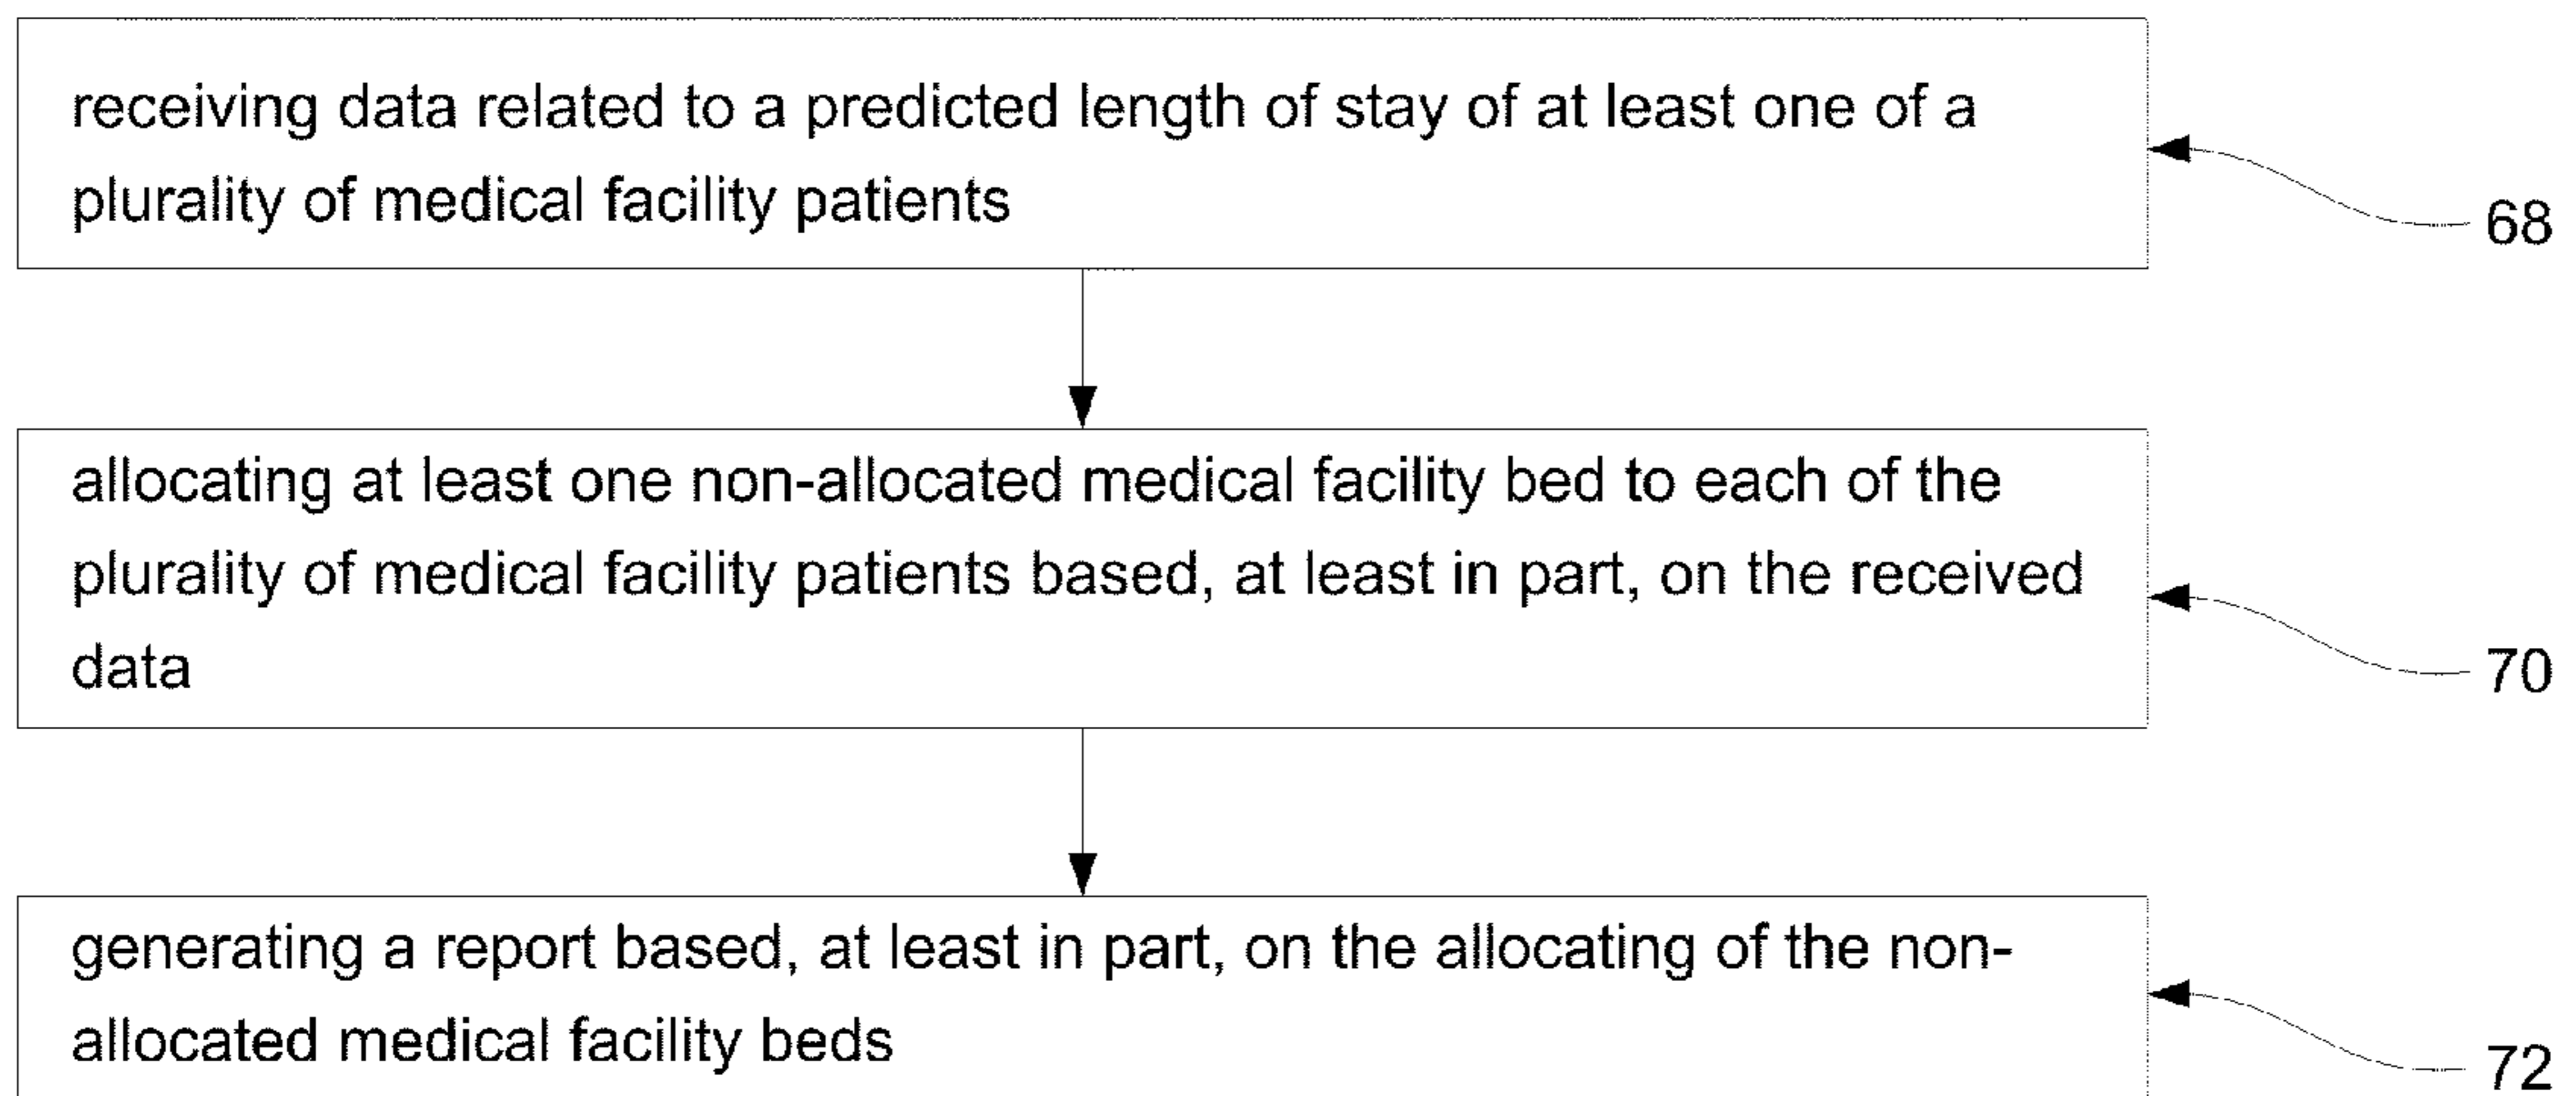 receiving data related to a predicted length of stay of at least one of a
plurality of medical facility patients
68
allocating at least one non-allocated medical facility bed to each of the
plurality of medical facility patients based, at least in part, on the received
data
70
generating a report based, at least in part, on the allocating of the non-
allocated medical facility beds
72